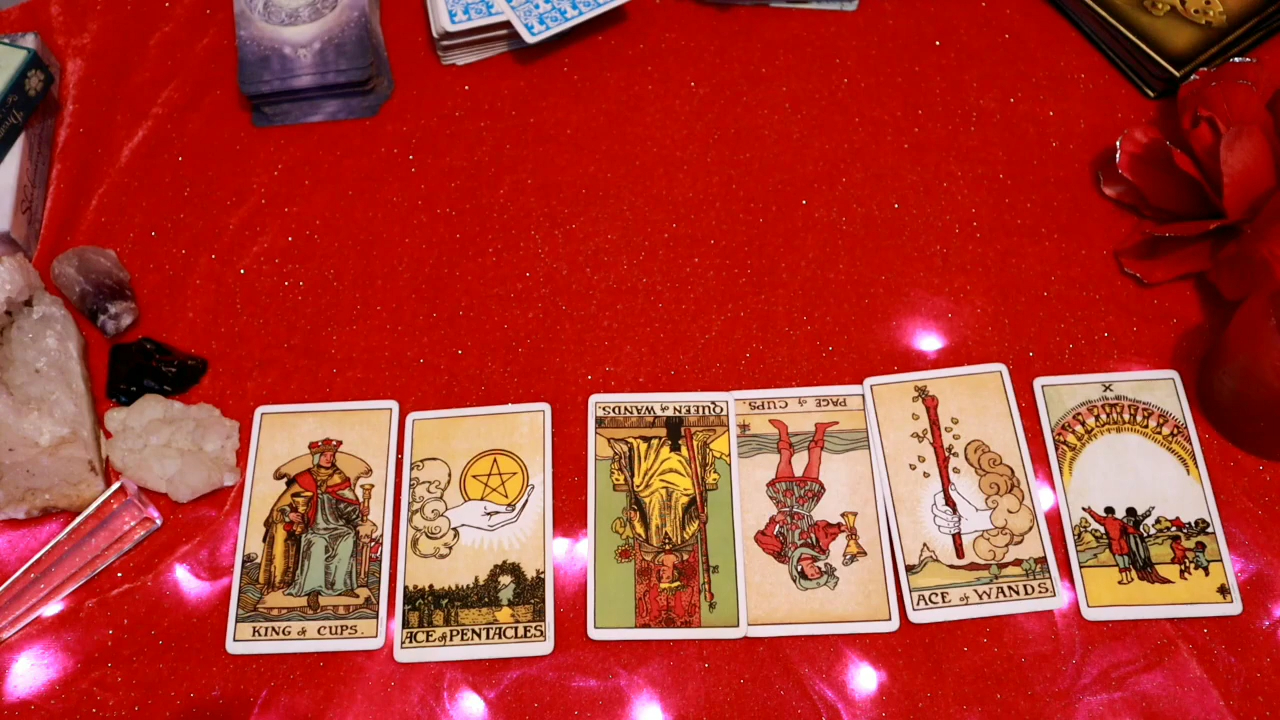 KING of CUPS.
ACE of PENTACLES.
QUEEN of WANDS.
PAGE of CUPS.
ACE of WANDS.
X